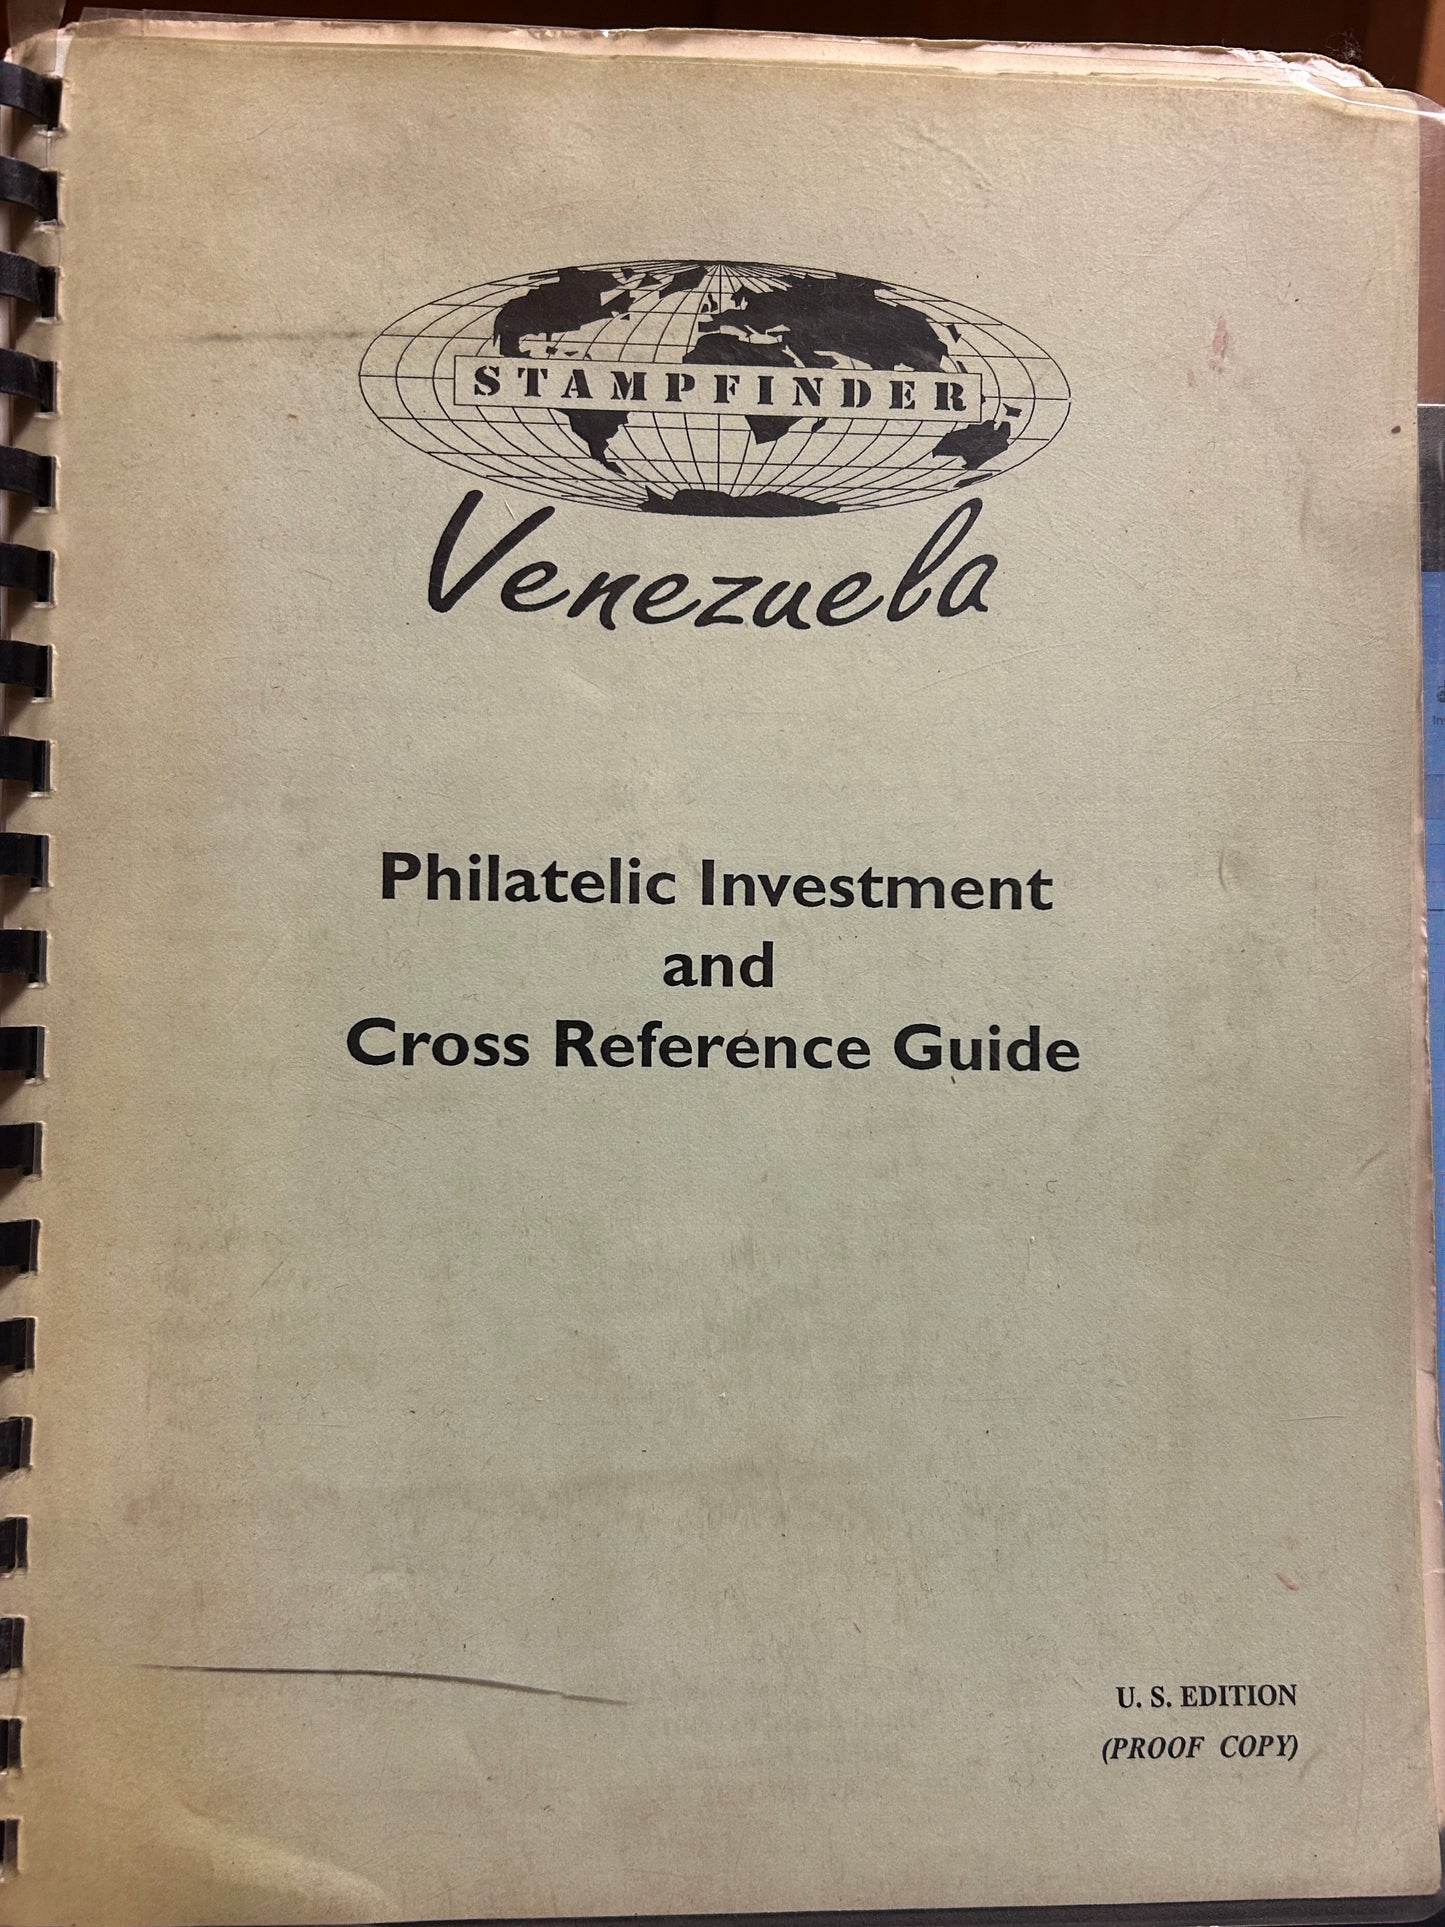 STAMPFINDER
Venezuela
Philatelic Investment
and
Cross Reference Guide
U. S. EDITION
(PROOF COPY)